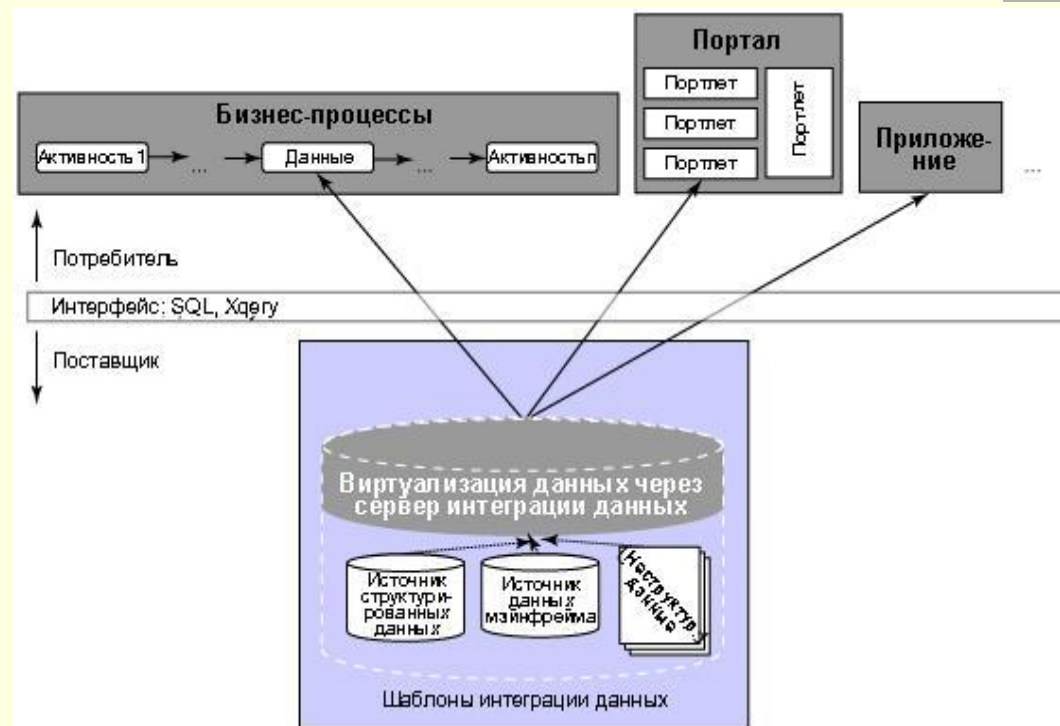 Портал
Портлет
Портлет
Портлет
Портлет
Бизнес-процессы
Активность 1
...
Данные
...
Активность n
Приложе-
ние
...
Потребитель
Интерфейс: SQL, Xqery
Поставщик
Виртуализация данных через
сервер интеграции данных
Источник
структури-
рованных
данных
Источник
данных
мэйнфрейма
(Неструктур.)
данные
Шаблоны интеграции данных